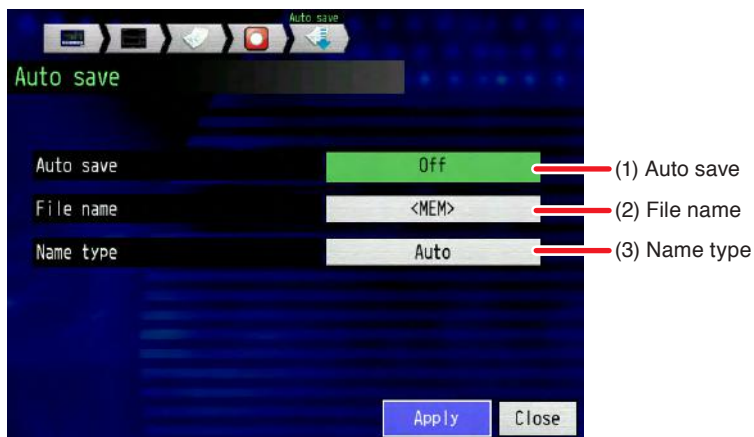 Auto save
Auto save
Auto save Off (1) Auto save
File name <MEM> (2) File name
Name type Auto (3) Name type
Apply Close